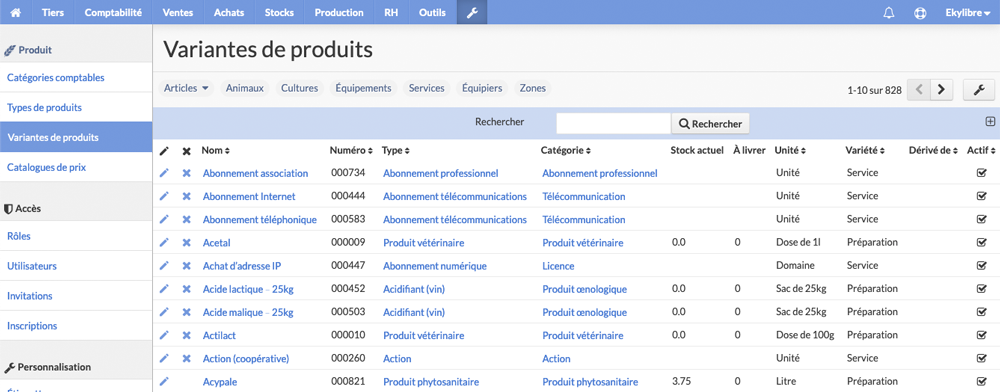 Tiers Comptabilité Ventes Achats Stocks Production RH Outils Ekylibre
Produit
Catégories comptables
Types de produits
Variantes de produits
Catalogues de prix
Accès
Rôles
Utilisateurs
Invitations
Inscriptions
Personnalisation
Variantes de produits
Articles Animaux Cultures Équipements Services Équipiers Zones
1-10 sur 828
Rechercher Rechercher
Nom Numéro Type Catégorie Stock actuel À livrer Unité Variété Dérivé de Actif
Abonnement association 000734 Abonnement professionnel Abonnement professionnel Unité Service
Abonnement Internet 000444 Abonnement télécommunications Télécommunication Unité Service
Abonnement téléphonique 000583 Abonnement télécommunications Télécommunication Unité Service
Acetal 000009 Produit vétérinaire Produit vétérinaire 0.0 0 Dose de 1l Préparation
Achat d'adresse IP 000447 Abonnement numérique Licence Domaine Service
Acide lactique - 25kg 000452 Acidifiant (vin) Produit œnologique 0.0 0 Sac de 25kg Préparation
Acide malique - 25kg 000503 Acidifiant (vin) Produit œnologique 0.0 0 Sac de 25kg Préparation
Actilact 000010 Produit vétérinaire Produit vétérinaire 0.0 0 Dose de 100g Préparation
Action (coopérative) 000260 Action Action Unité Service
Acypale 000821 Produit phytosanitaire Produit phytosanitaire 3.75 0 Litre Préparation